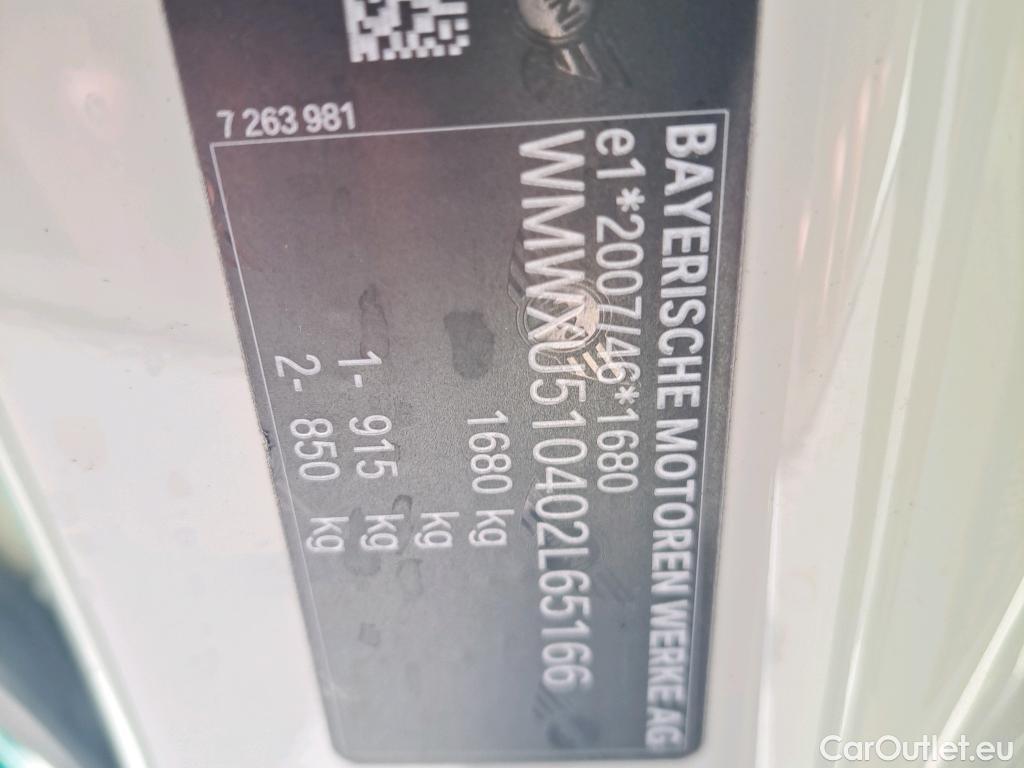 7 263 981
BAYERISCHE MOTOREN WERKE AG
e1*2007/46*1680
WMWXU510402L65166
1680 kg
kg
1- 915 kg
2- 850 kg
CarOutlet.eu